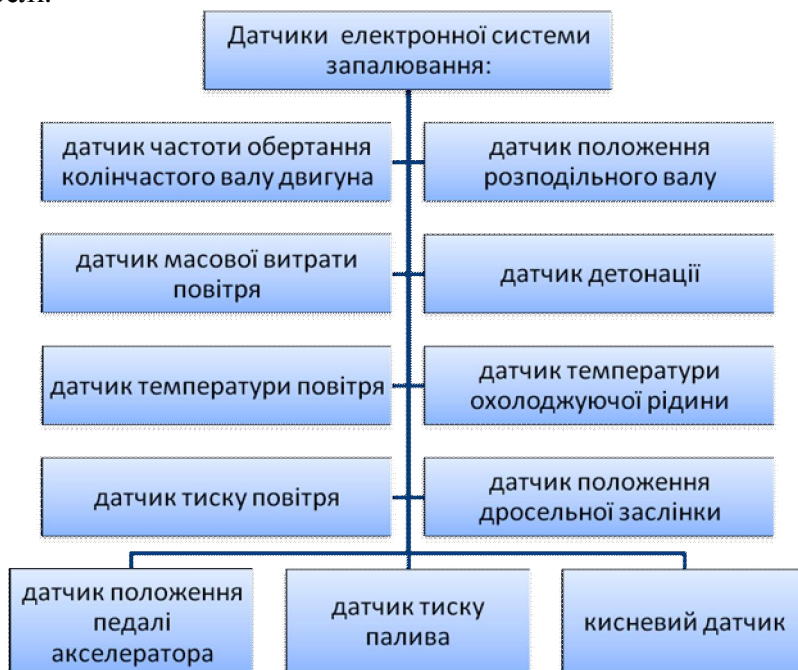 Датчики електронної системи
запалювання:
датчик частоти обертання
колінчастого валу двигуна
датчик положення
розподільного валу
датчик масової витрати
повітря
датчик детонації
датчик температури повітря
датчик температури
охолоджуючої рідини
датчик тиску повітря
датчик положення
дросельної заслінки
датчик положення
педалі
акселератора
датчик тиску
палива
кисневий датчик